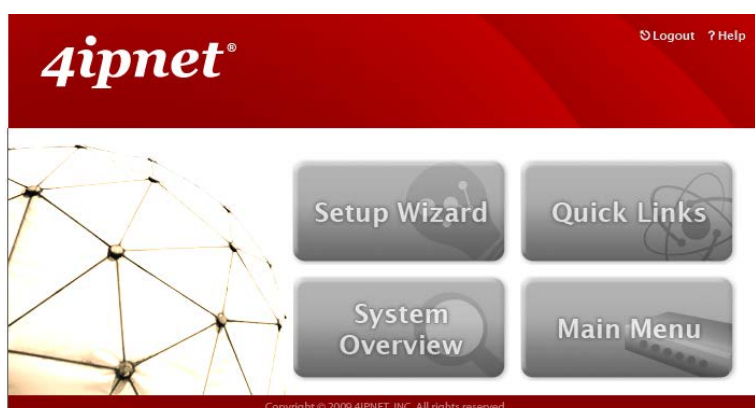 4ipnet®
Logout ? Help
Setup Wizard
Quick Links
System
Overview
Main Menu
Copyright © 2009 4IPNET, INC. All rights reserved.